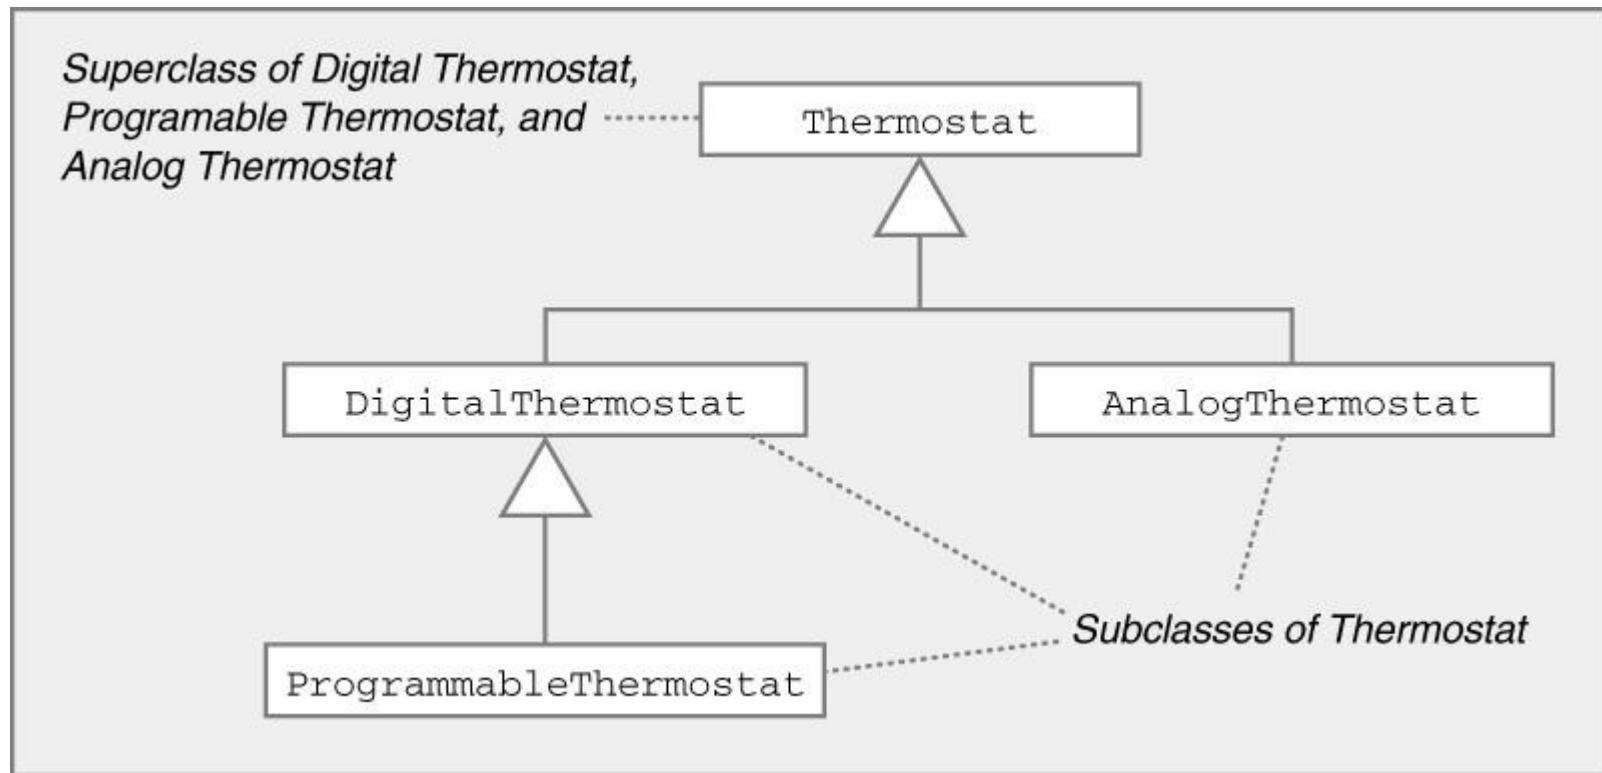 Superclass of Digital Thermostat,
Programable Thermostat, and
Analog Thermostat
Thermostat
DigitalThermostat
AnalogThermostat
Subclasses of Thermostat
ProgrammableThermostat